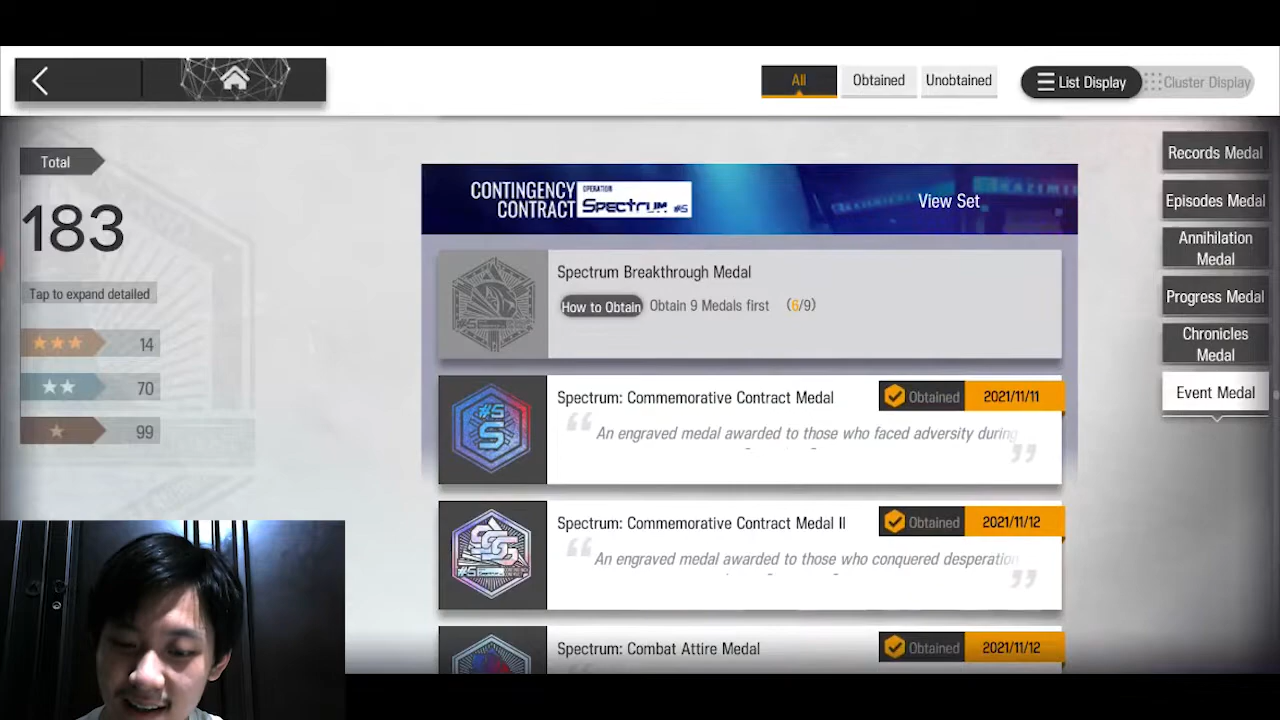 All
Obtained
Unobtained
List Display
Cluster Display
Total
183
Tap to expand detailed
14
70
99
CONTINGENCY
CONTRACT
OPERATION
Spectrum #5
View Set
Spectrum Breakthrough Medal
How to Obtain Obtain 9 Medals first (6/9)
Spectrum: Commemorative Contract Medal
Obtained 2021/11/11
An engraved medal awarded to those who faced adversity during
#5
S
Spectrum: Commemorative Contract Medal II
Obtained 2021/11/12
An engraved medal awarded to those who conquered desperation
#5
Spectrum: Combat Attire Medal
Obtained 2021/11/12
Records Medal
Episodes Medal
Annihilation
Medal
Progress Medal
Chronicles
Medal
Event Medal